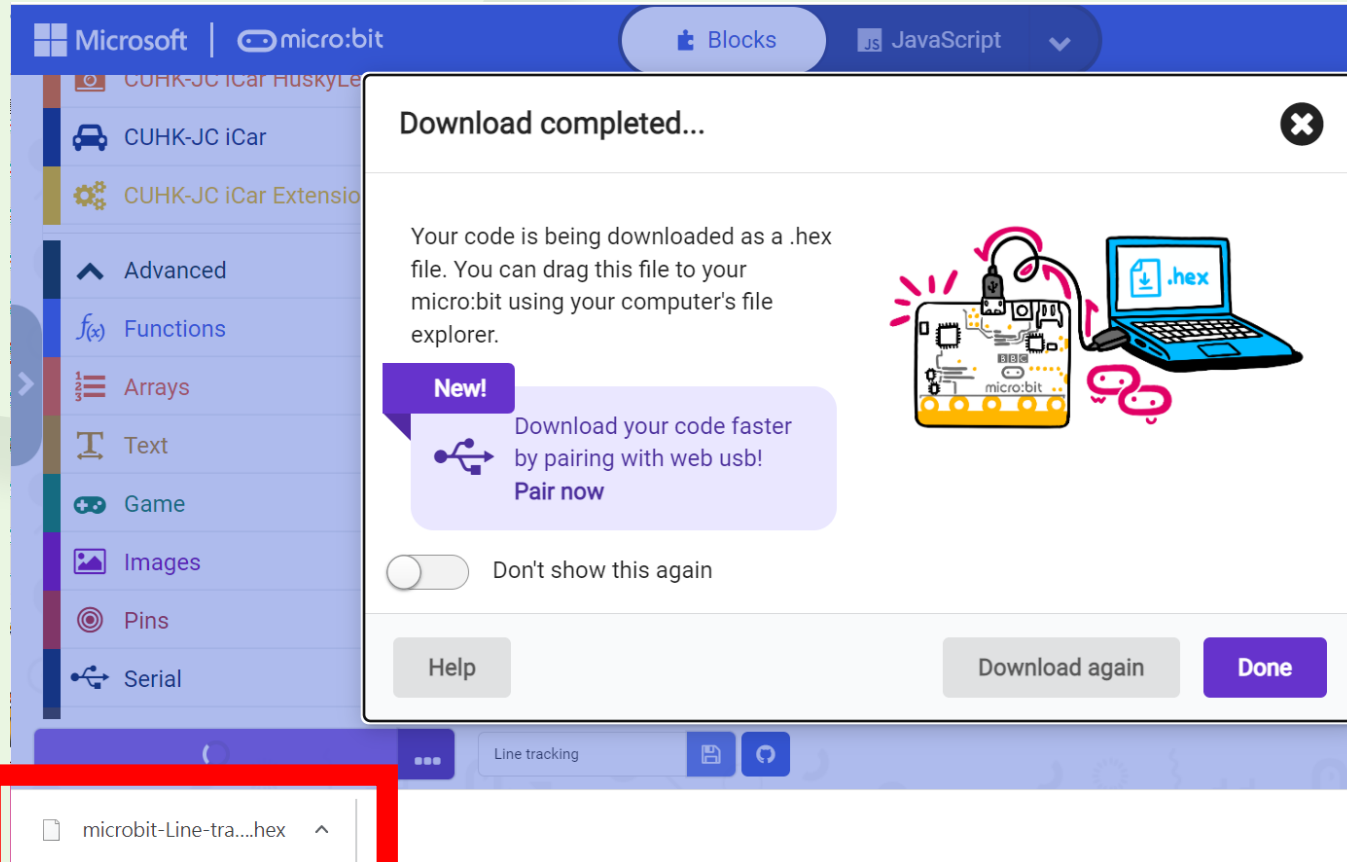 Microsoft | micro:bit
Blocks
JS JavaScript
CUHK-JC iCar HuskyLe
CUHK-JC iCar
CUHK-JC iCar Extensio
Advanced
f(x) Functions
Arrays
Text
Game
Images
Pins
Serial
Download completed...
Your code is being downloaded as a .hex
file. You can drag this file to your
micro:bit using your computer's file
explorer.
New!
Download your code faster
by pairing with web usb!
Pair now
.hex
BBC
micro:bit
Don't show this again
Help
Download again
Done
Line tracking
microbit-Line-tra....hex